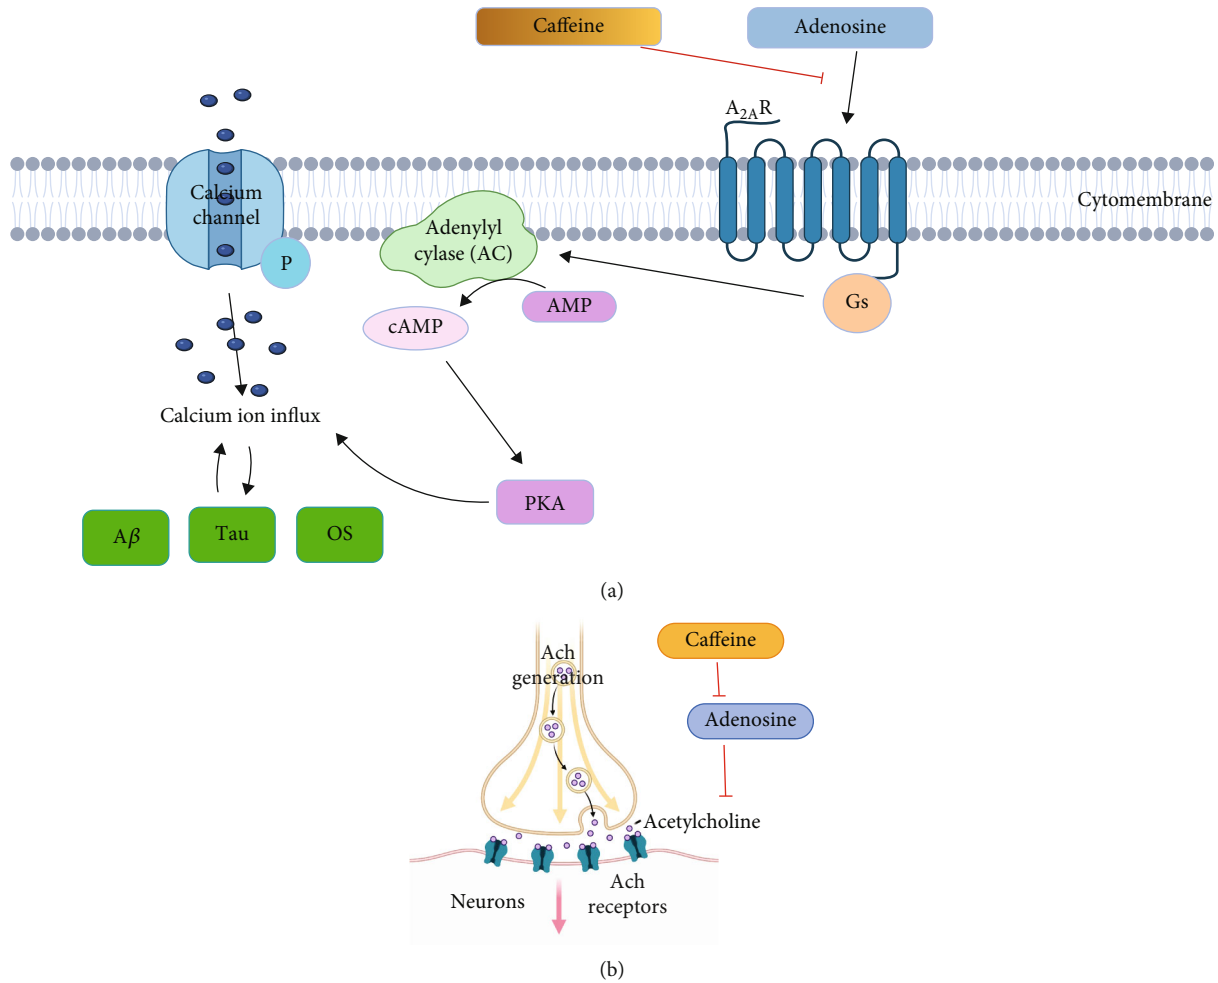 Caffeine
Adenosine
A2AR
Calcium
channel
P
Adenylyl
cylase (AC)
Cytomembrane
AMP
Gs
cAMP
Calcium ion influx
PKA
Aβ
Tau
OS
(a)
Ach
generation
Caffeine
Adenosine
Acetylcholine
Neurons
Ach
receptors
(b)